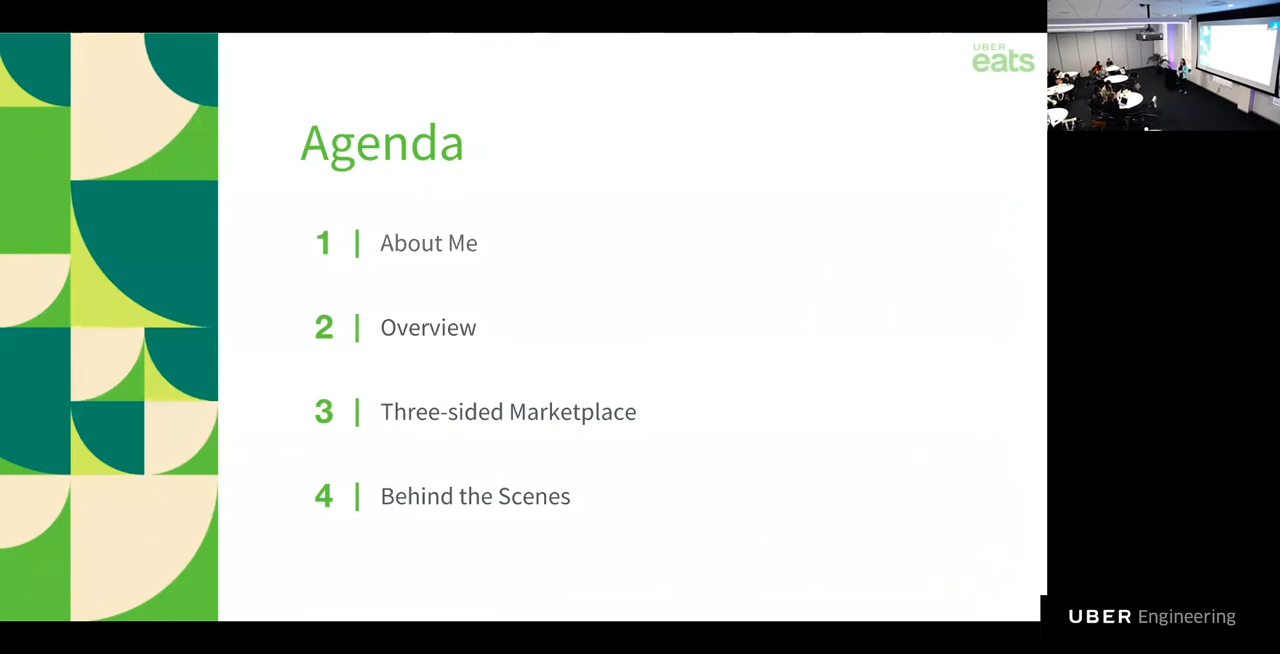 UBER
eats
Agenda
1 | About Me
2 | Overview
3 | Three-sided Marketplace
4 | Behind the Scenes
UBER Engineering